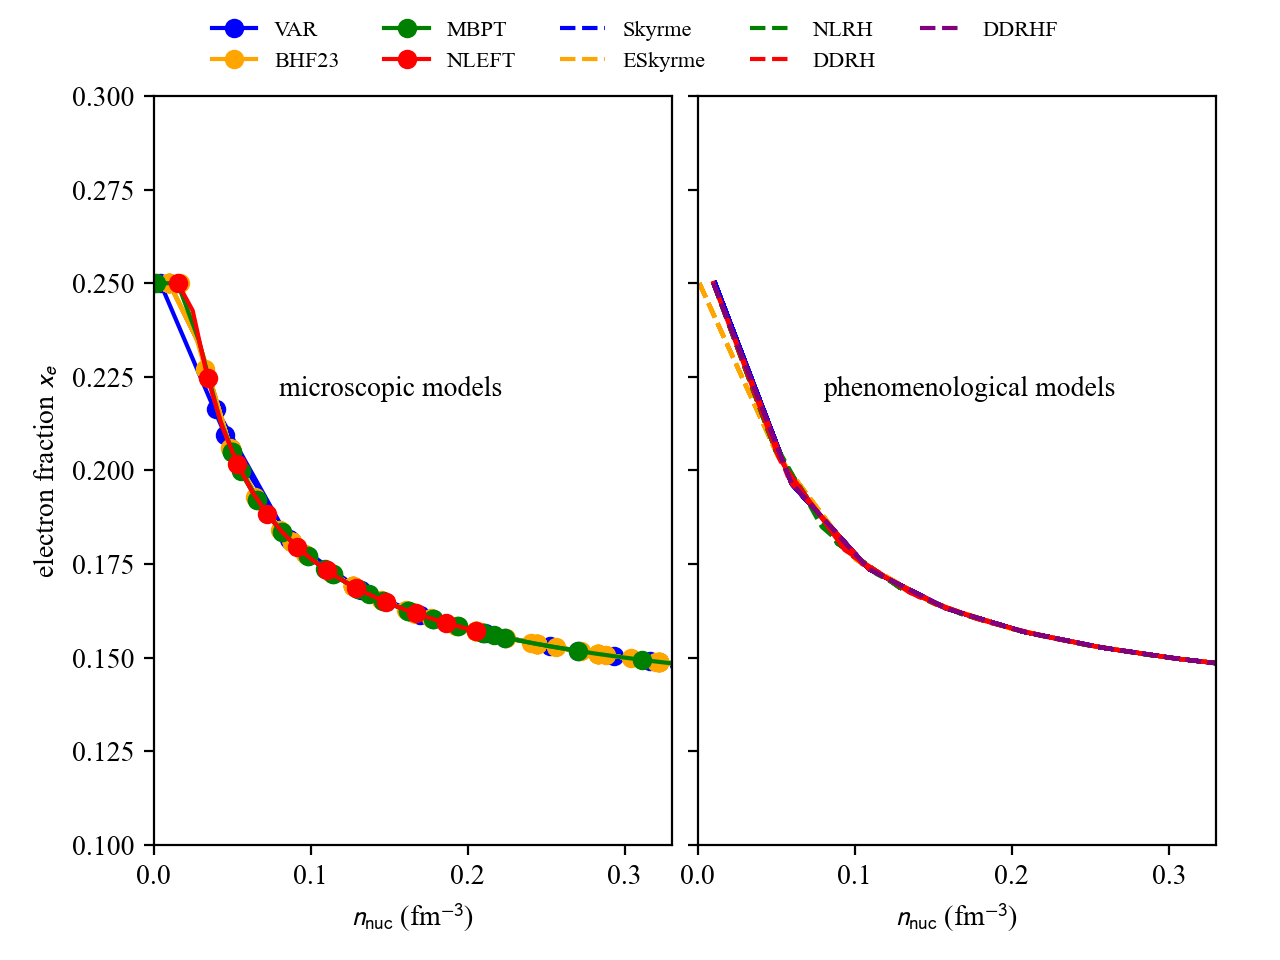 VAR MBPT Skyrme NLRH DDRHF
BHF23 NLEFT ESkyrme DDRH
0.300
0.275
0.250
0.225
0.200
0.175
0.150
0.125
0.100
electron fraction xₑ
microscopic models
phenomenological models
0.0 0.1 0.2 0.3 0.0 0.1 0.2 0.3
n_nuc (fm⁻³) n_nuc (fm⁻³)